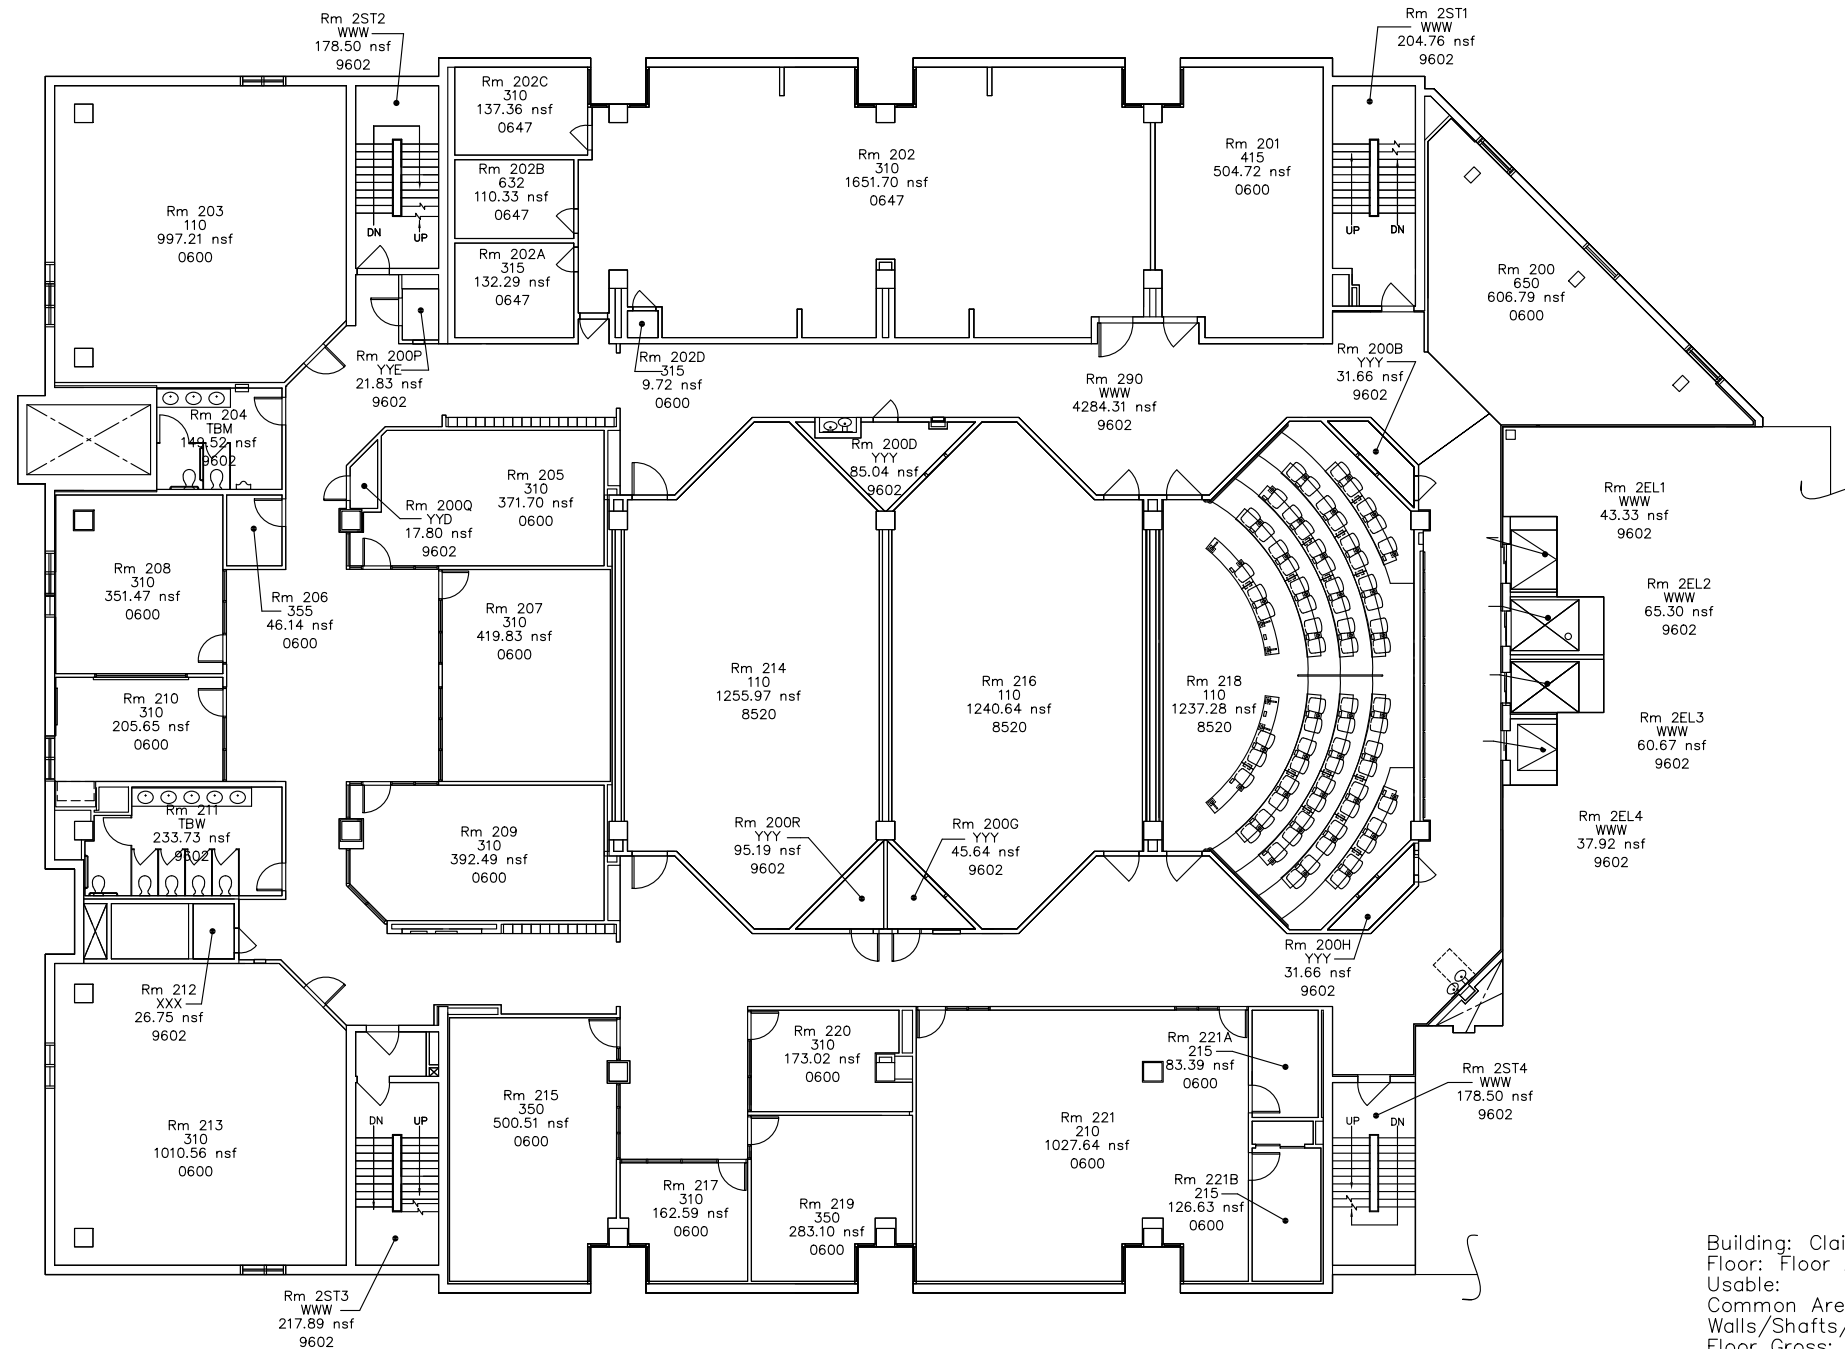 Rm 2ST2
WWW
178.50 nsf
9602
Rm 2ST1
WWW
204.76 nsf
9602
Rm 202C
310
137.36 nsf
0647
Rm 202B
632
110.33 nsf
0647
Rm 202A
315
132.29 nsf
0647
Rm 202
310
1651.70 nsf
0647
Rm 201
415
504.72 nsf
0600
Rm 203
110
997.21 nsf
0600
DN
UP
UP
DN
Rm 200
650
606.79 nsf
0600
Rm 200P
YYE
21.83 nsf
9602
Rm 202D
315
9.72 nsf
0600
Rm 290
WWW
4284.31 nsf
9602
Rm 200B
YYY
31.66 nsf
9602
Rm 204
TBM
149.52 nsf
9602
Rm 200D
YYY
85.04 nsf
9602
Rm 205
310
371.70 nsf
0600
Rm 200Q
YYD
17.80 nsf
9602
Rm 2EL1
WWW
43.33 nsf
9602
Rm 208
310
351.47 nsf
0600
Rm 206
355
46.14 nsf
0600
Rm 207
310
419.83 nsf
0600
Rm 2EL2
WWW
65.30 nsf
9602
Rm 210
310
205.65 nsf
0600
Rm 214
110
1255.97 nsf
8520
Rm 216
110
1240.64 nsf
8520
Rm 218
110
1237.28 nsf
8520
Rm 2EL3
WWW
60.67 nsf
9602
Rm 211
TBW
233.73 nsf
9602
Rm 209
310
392.49 nsf
0600
Rm 200R
YYY
95.19 nsf
9602
Rm 200G
YYY
45.64 nsf
9602
Rm 2EL4
WWW
37.92 nsf
9602
Rm 200H
YYY
31.66 nsf
9602
Rm 212
XXX
26.75 nsf
9602
Rm 220
310
173.02 nsf
0600
Rm 221A
215
83.39 nsf
0600
Rm 2ST4
WWW
178.50 nsf
9602
Rm 213
310
1010.56 nsf
0600
DN
UP
Rm 215
350
500.51 nsf
0600
Rm 221
210
1027.64 nsf
0600
UP
DN
Rm 217
310
162.59 nsf
0600
Rm 219
350
283.10 nsf
0600
Rm 221B
215
126.63 nsf
0600
Rm 2ST3
WWW
217.89 nsf
9602
Building: Clai
Floor: Floor
Usable:
Common Are
Walls/Shafts/
Floor Gross: